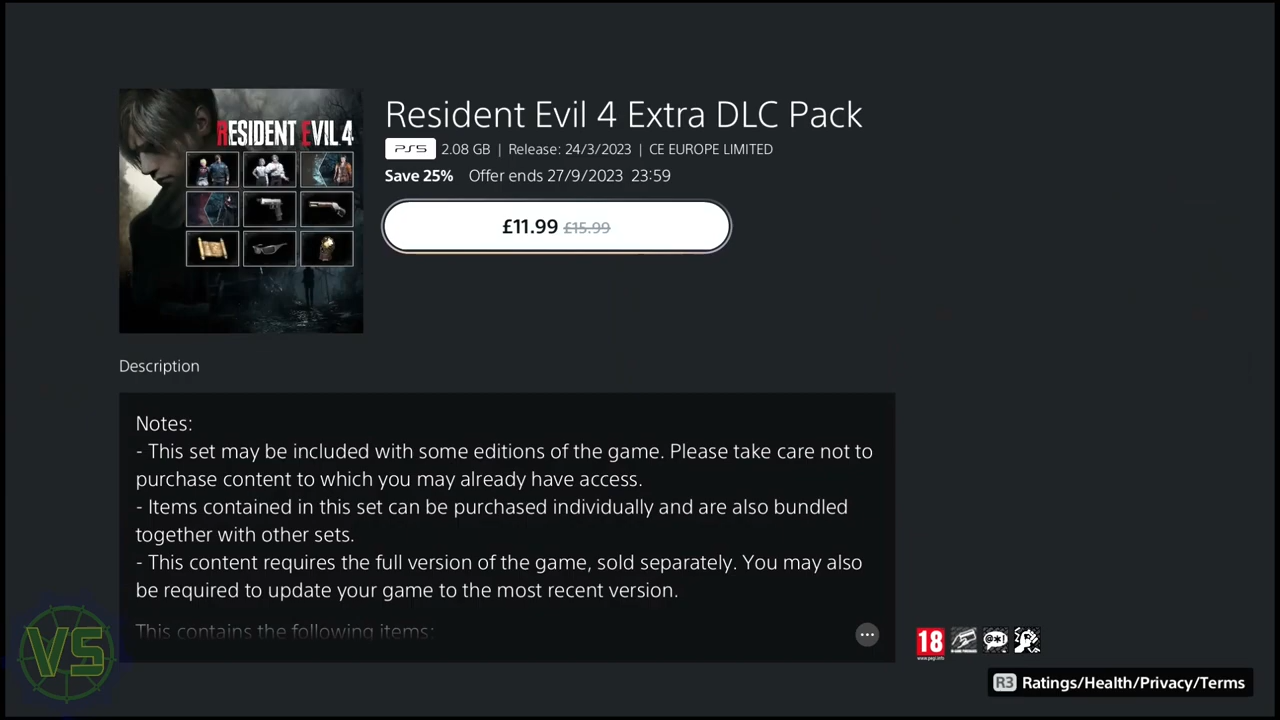 RESIDENT EVIL 4
Resident Evil 4 Extra DLC Pack
PS5 2.08 GB | Release: 24/3/2023 | CE EUROPE LIMITED
Save 25% Offer ends 27/9/2023 23:59
£11.99 £15.99
Description
Notes:
- This set may be included with some editions of the game. Please take care not to
purchase content to which you may already have access.
- Items contained in this set can be purchased individually and are also bundled
together with other sets.
- This content requires the full version of the game, sold separately. You may also
be required to update your game to the most recent version.
This contains the following items:
VS
18
www.pegi.info
R3 Ratings/Health/Privacy/Terms